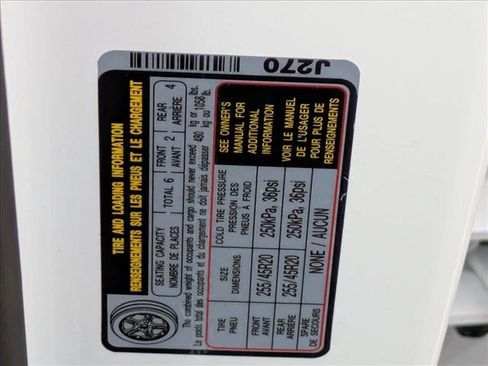 J270
TIRE AND LOADING INFORMATION
RENSEIGNEMENTS SUR LES PNEUS ET LE CHARGEMENT
SEATING CAPACITY
NOMBRE DE PLACES
TOTAL 6
FRONT
AVANT 2
REAR
ARRIÈRE 4
The combined weight of occupants and cargo should never exceed 480 kg or 1058 lbs.
Le poids total des occupants et du chargement ne doit jamais dépasser 480 kg ou 1058 lb.
TIRE
PNEU
SIZE
DIMENSIONS
COLD TIRE PRESSURE
PRESSION DES
PNEUS À FROID
FRONT
AVANT
255/45R20
250kPa, 36psi
REAR
ARRIÈRE
255/45R20
250kPa, 36psi
SPARE
DE SECOURS
NONE / AUCUN
SEE OWNER'S
MANUAL FOR
ADDITIONAL
INFORMATION
VOIR LE MANUEL
DE L'USAGER
POUR PLUS DE
RENSEIGNEMENTS